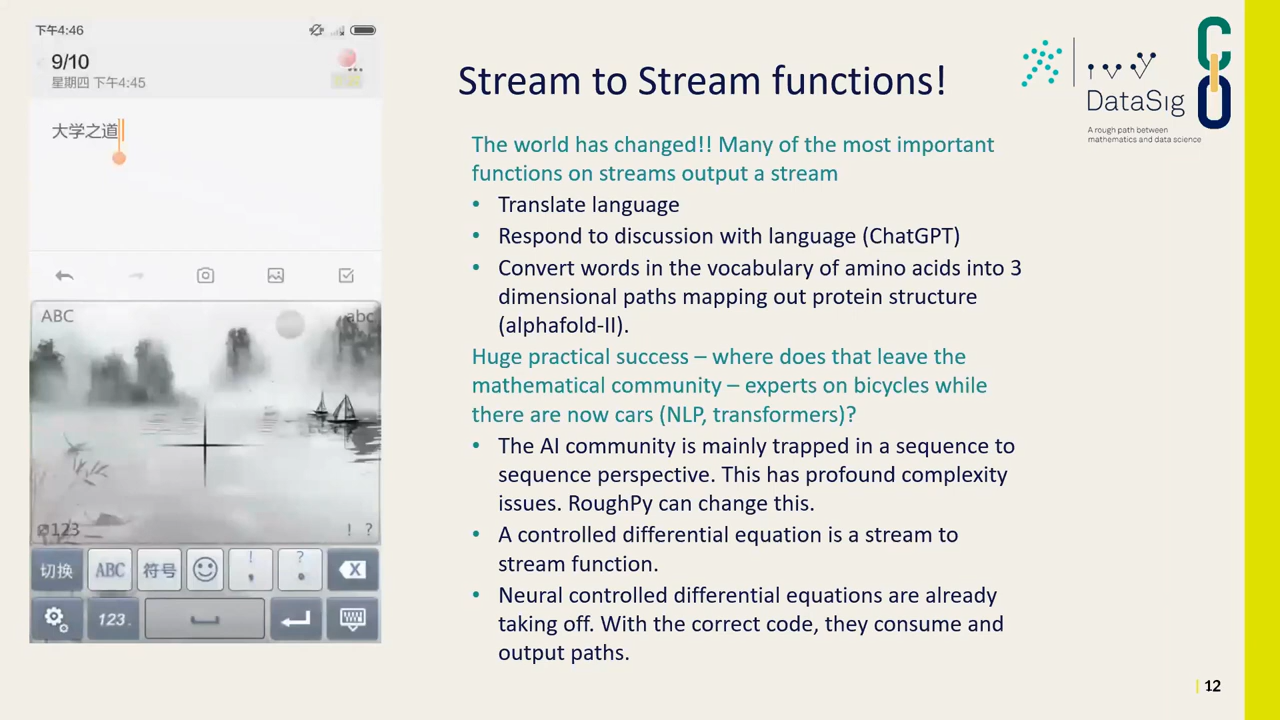 下午4:46
9/10
星期四 下午4:45
大学之道
ABC
abc
123
! ?
切换
ABC
符号
!
,
?
。
123.
Stream to Stream functions!
DataSig
A rough path between
mathematics and data science
The world has changed!! Many of the most important
functions on streams output a stream
• Translate language
• Respond to discussion with language (ChatGPT)
• Convert words in the vocabulary of amino acids into 3
dimensional paths mapping out protein structure
(alphafold-II).
Huge practical success – where does that leave the
mathematical community – experts on bicycles while
there are now cars (NLP, transformers)?
• The AI community is mainly trapped in a sequence to
sequence perspective. This has profound complexity
issues. RoughPy can change this.
• A controlled differential equation is a stream to
stream function.
• Neural controlled differential equations are already
taking off. With the correct code, they consume and
output paths.
| 12